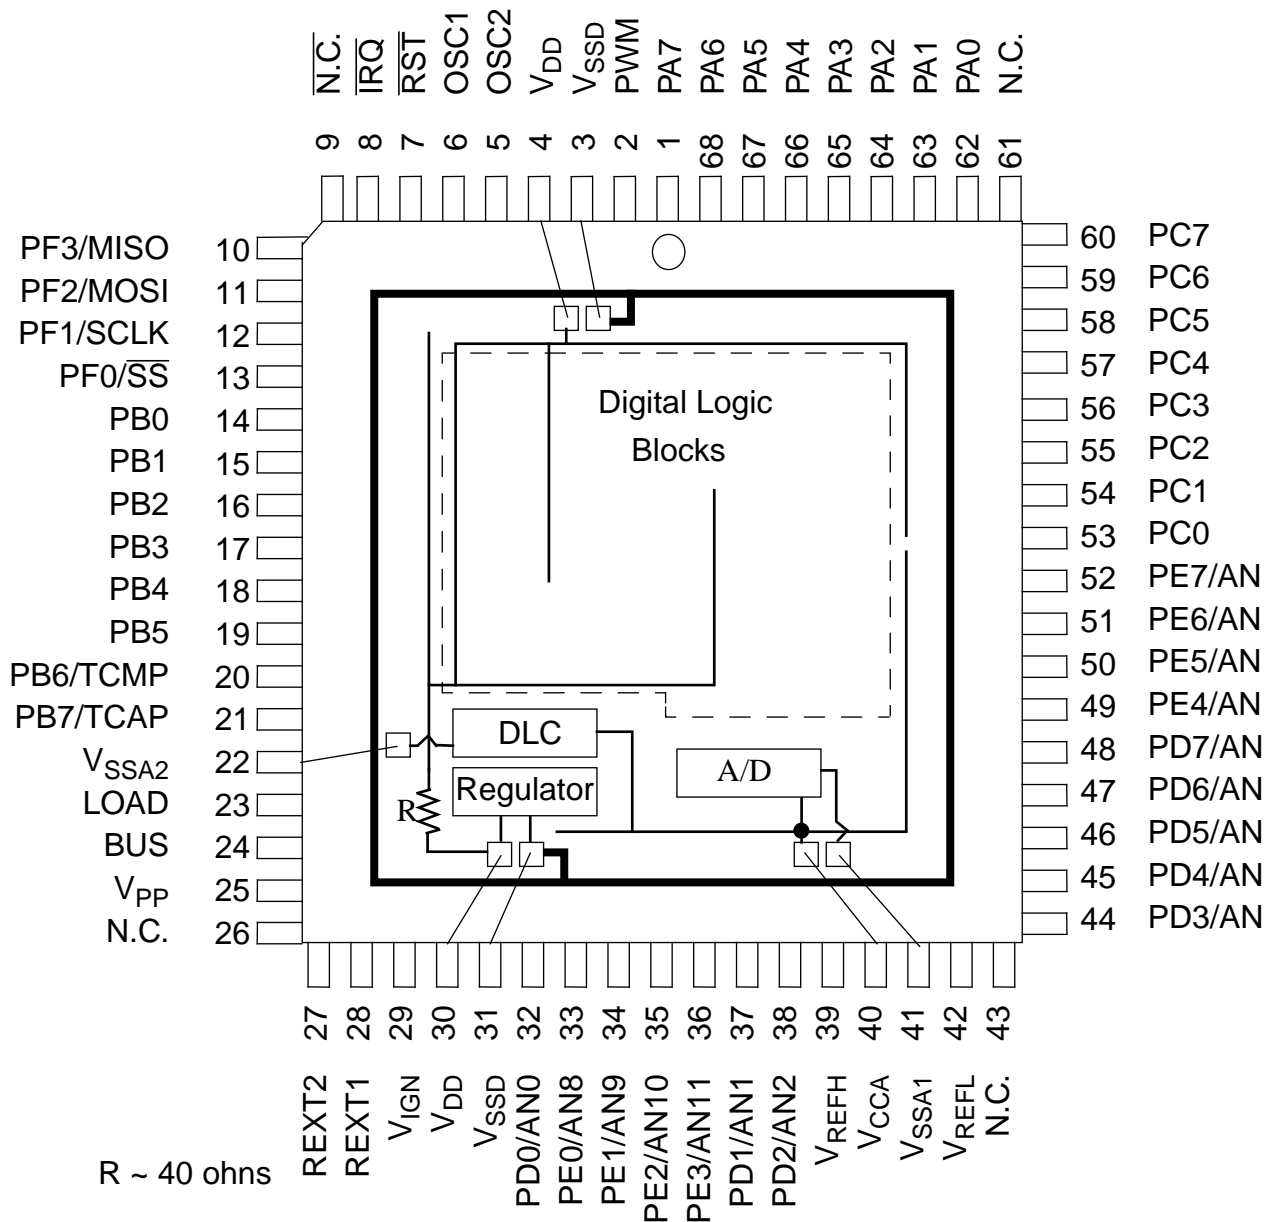 N.C.
IRQ
RST
OSC1
OSC2
VDD
VSSD
PWM
PA7
PA6
PA5
PA4
PA3
PA2
PA1
PA0
N.C.
9
8
7
6
5
4
3
2
1
68
67
66
65
64
63
62
61
PF3/MISO 10
PF2/MOSI 11
PF1/SCLK 12
PF0/SS 13
PB0 14
PB1 15
PB2 16
PB3 17
PB4 18
PB5 19
PB6/TCMP 20
PB7/TCAP 21
VSSA2 22
LOAD 23
BUS 24
VPP 25
N.C. 26
Digital Logic
Blocks
DLC
Regulator
A/D
R
60 PC7
59 PC6
58 PC5
57 PC4
56 PC3
55 PC2
54 PC1
53 PC0
52 PE7/AN
51 PE6/AN
50 PE5/AN
49 PE4/AN
48 PD7/AN
47 PD6/AN
46 PD5/AN
45 PD4/AN
44 PD3/AN
27
28
29
30
31
32
33
34
35
36
37
38
39
40
41
42
43
REXT2
REXT1
VIGN
VDD
VSSD
PD0/AN0
PE0/AN8
PE1/AN9
PE2/AN10
PE3/AN11
PD1/AN1
PD2/AN2
VREFH
VCCA
VSSA1
VREFL
N.C.
R ~ 40 ohns